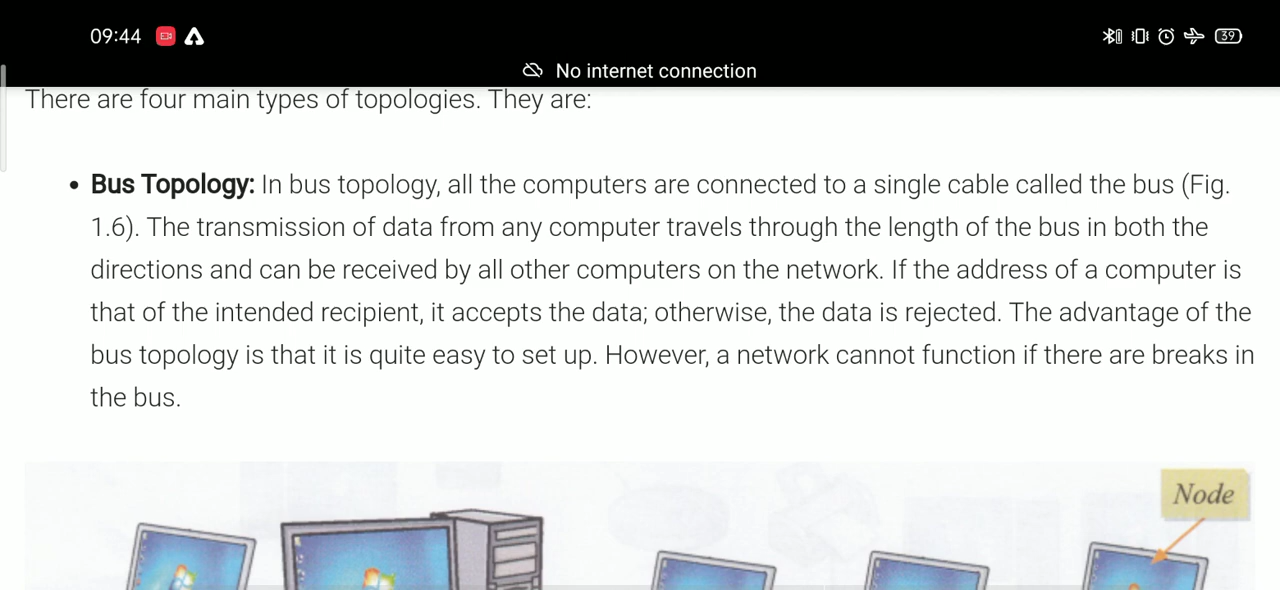 09:44
39
No internet connection
There are four main types of topologies. They are:
• Bus Topology: In bus topology, all the computers are connected to a single cable called the bus (Fig.
1.6). The transmission of data from any computer travels through the length of the bus in both the
directions and can be received by all other computers on the network. If the address of a computer is
that of the intended recipient, it accepts the data; otherwise, the data is rejected. The advantage of the
bus topology is that it is quite easy to set up. However, a network cannot function if there are breaks in
the bus.
Node